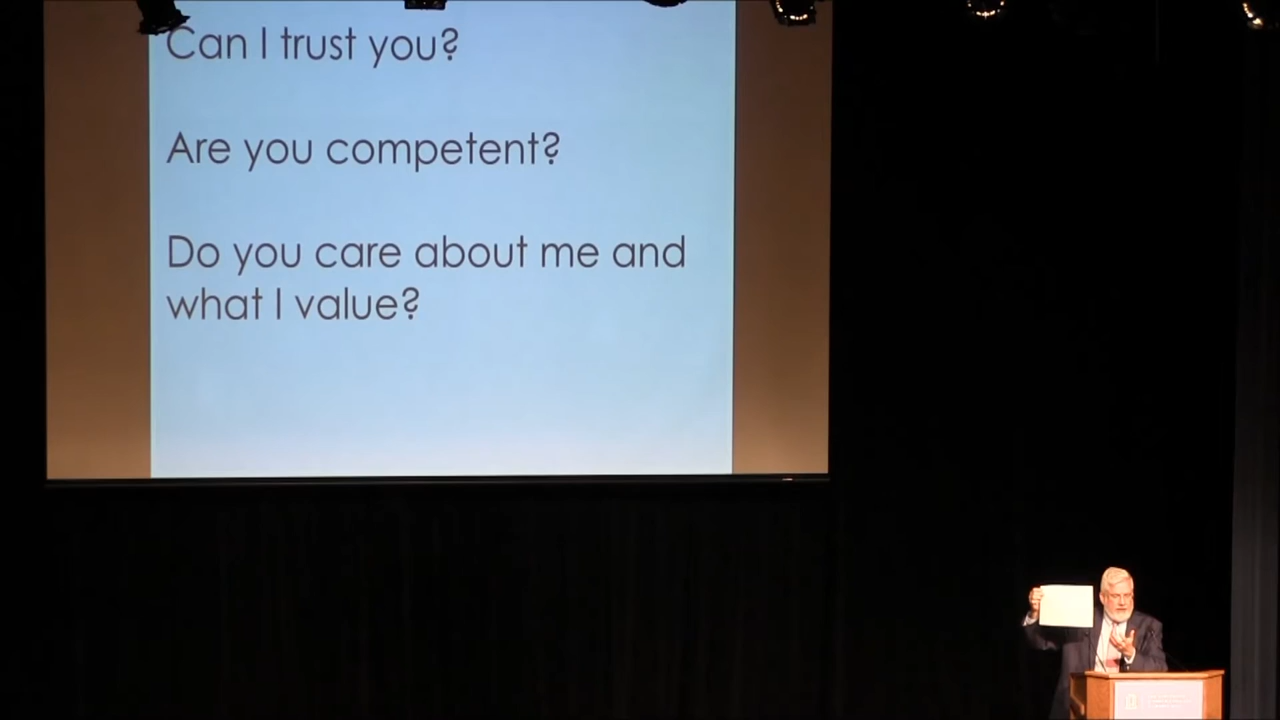 Can I trust you?
Are you competent?
Do you care about me and
what I value?